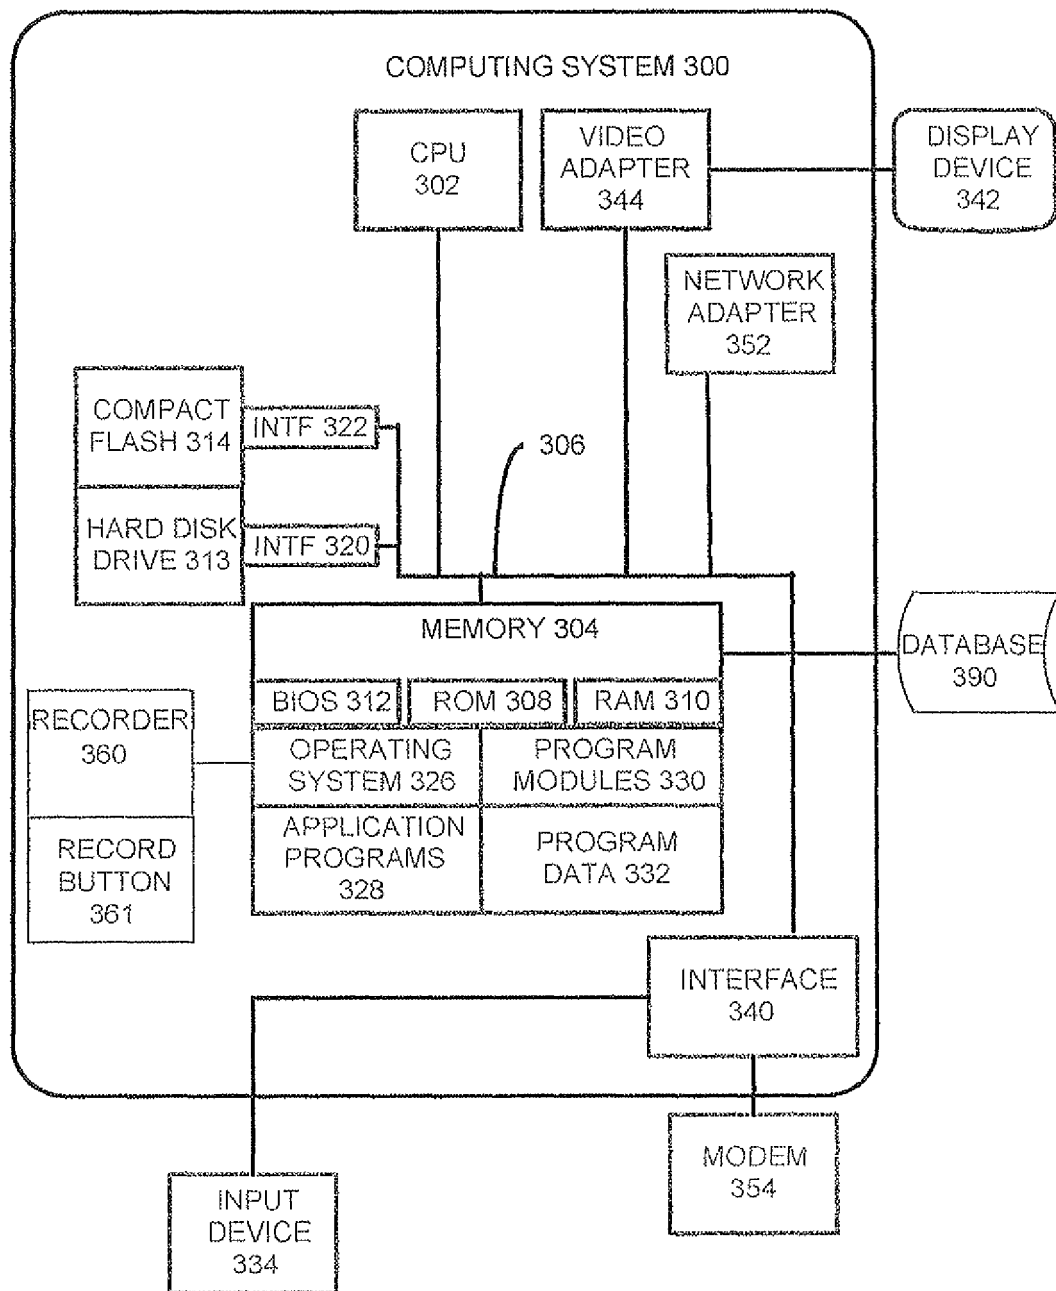 COMPUTING SYSTEM 300
CPU
302
VIDEO
ADAPTER
344
DISPLAY
DEVICE
342
NETWORK
ADAPTER
352
COMPACT
FLASH 314
INTF 322
306
HARD DISK
DRIVE 313
INTF 320
MEMORY 304
DATABASE
390
BIOS 312
ROM 308
RAM 310
RECORDER
360
OPERATING
SYSTEM 326
PROGRAM
MODULES 330
RECORD
BUTTON
361
APPLICATION
PROGRAMS
328
PROGRAM
DATA 332
INTERFACE
340
MODEM
354
INPUT
DEVICE
334